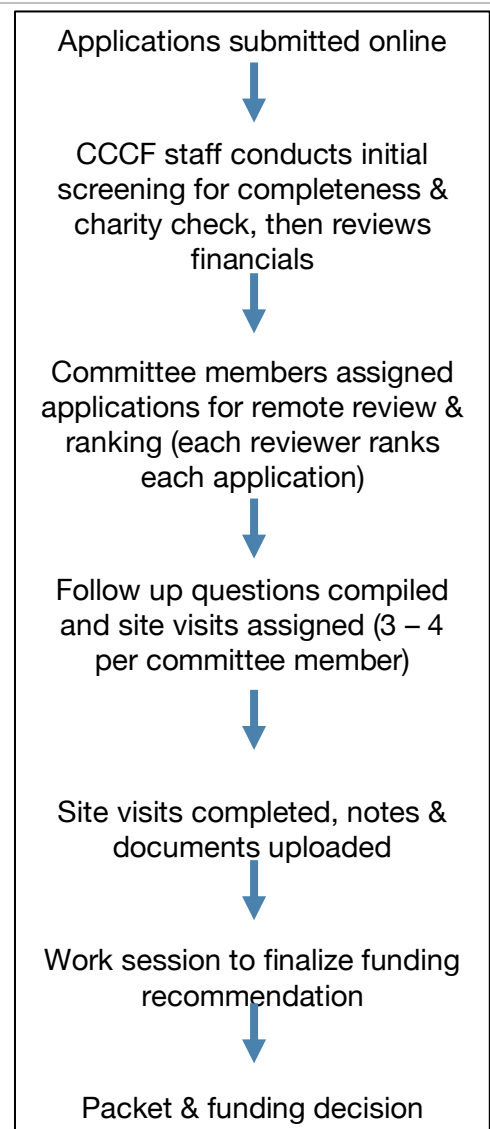 Applications submitted online
CCCF staff conducts initial
screening for completeness &
charity check, then reviews
financials
Committee members assigned
applications for remote review &
ranking (each reviewer ranks
each application)
Follow up questions compiled
and site visits assigned (3 – 4
per committee member)
Site visits completed, notes &
documents uploaded
Work session to finalize funding
recommendation
Packet & funding decision